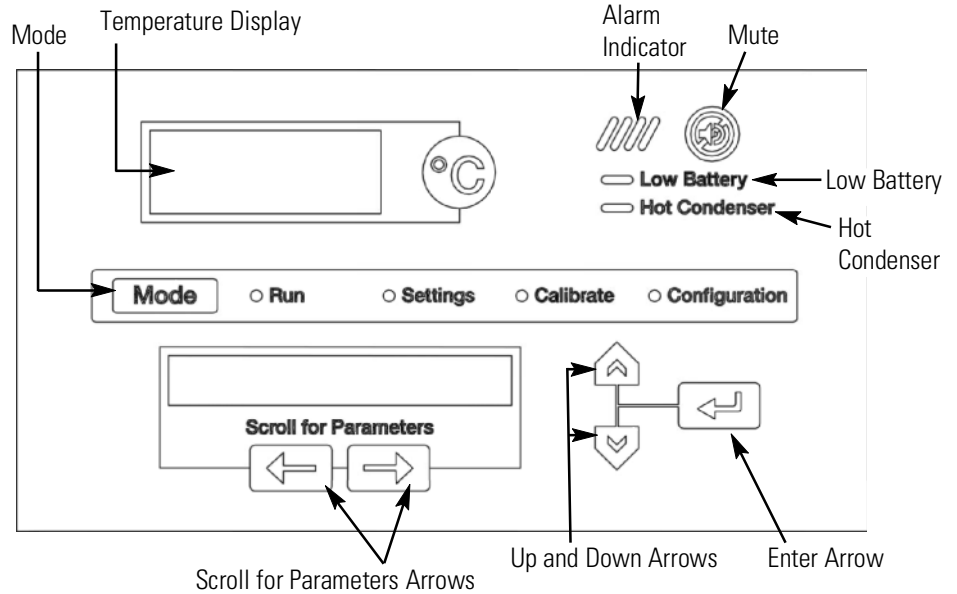 Mode
Temperature Display
Alarm
Indicator
Mute
°C
Low Battery
Low Battery
Hot Condenser
Hot
Condenser
Mode
Run
Settings
Calibrate
Configuration
Scroll for Parameters
Scroll for Parameters Arrows
Up and Down Arrows
Enter Arrow